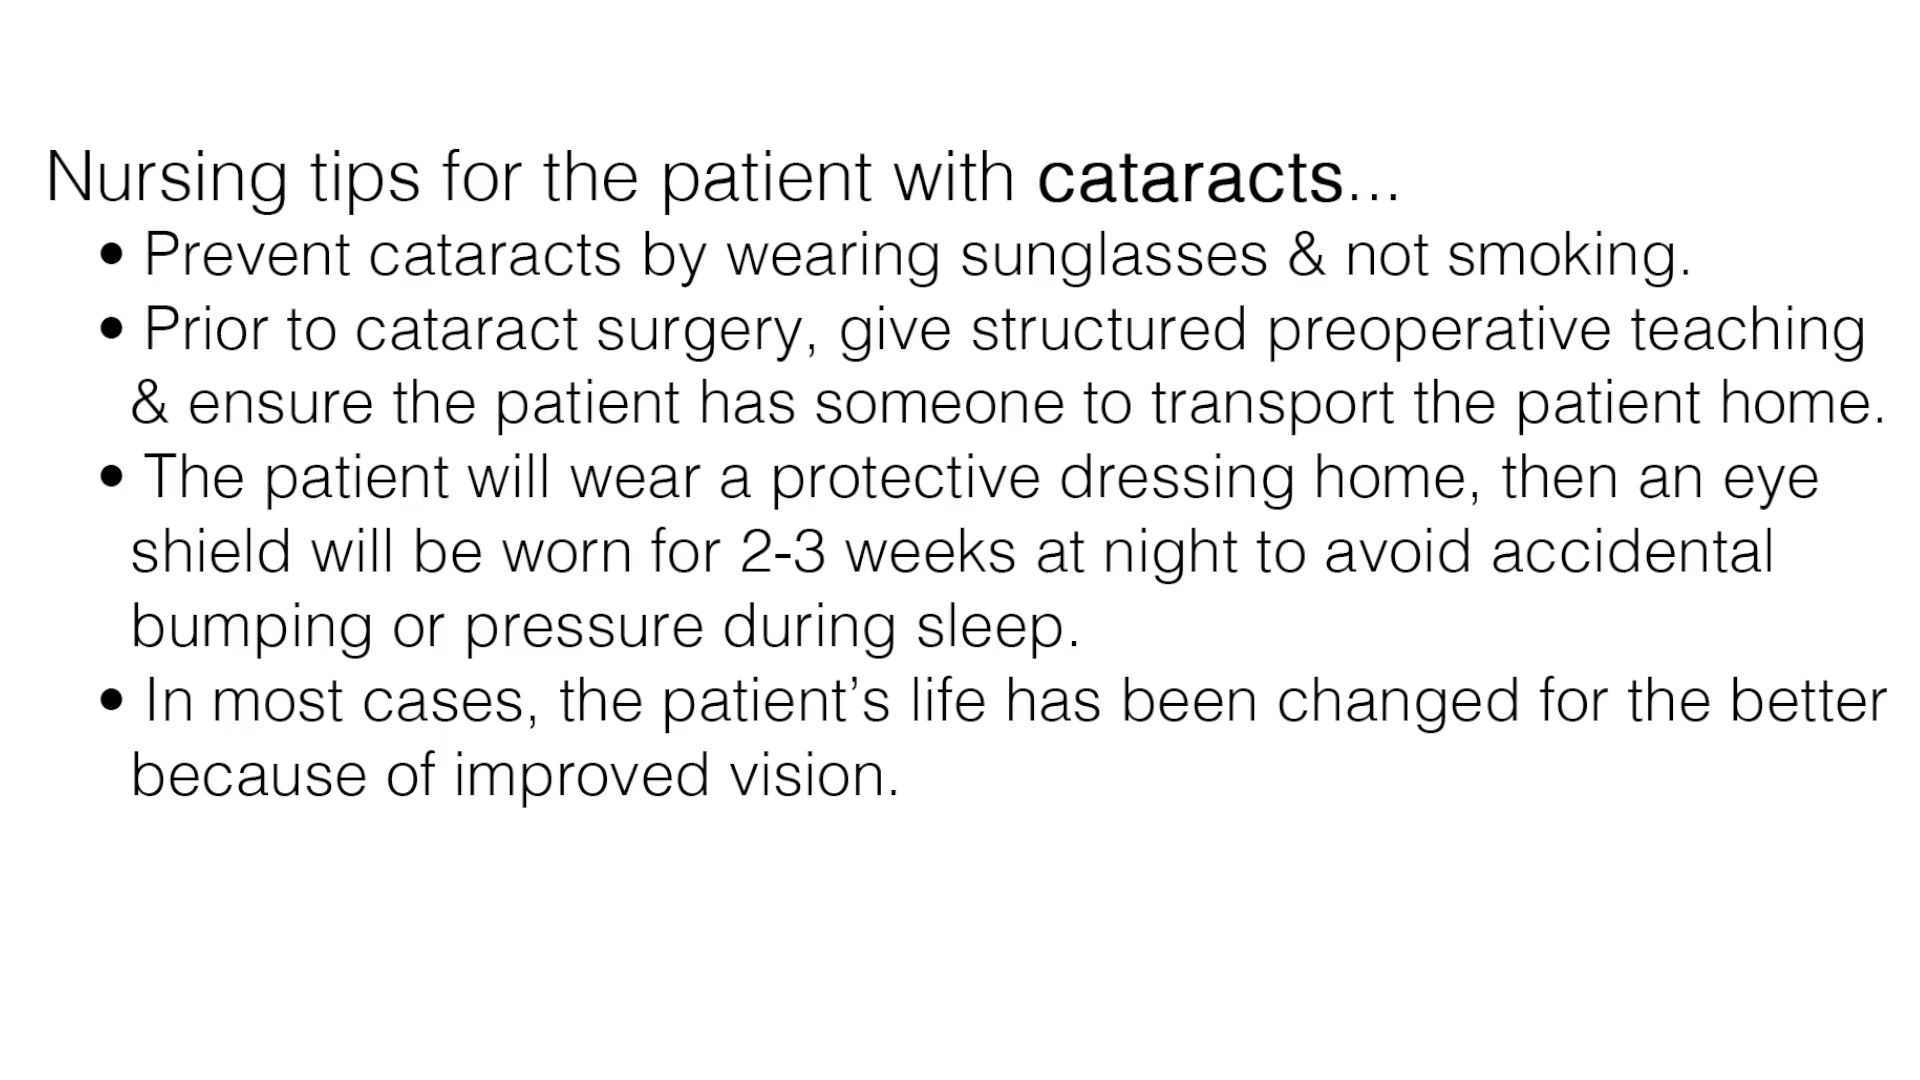 Nursing tips for the patient with cataracts...
• Prevent cataracts by wearing sunglasses & not smoking.
• Prior to cataract surgery, give structured preoperative teaching
& ensure the patient has someone to transport the patient home.
• The patient will wear a protective dressing home, then an eye
shield will be worn for 2-3 weeks at night to avoid accidental
bumping or pressure during sleep.
• In most cases, the patient’s life has been changed for the better
because of improved vision.